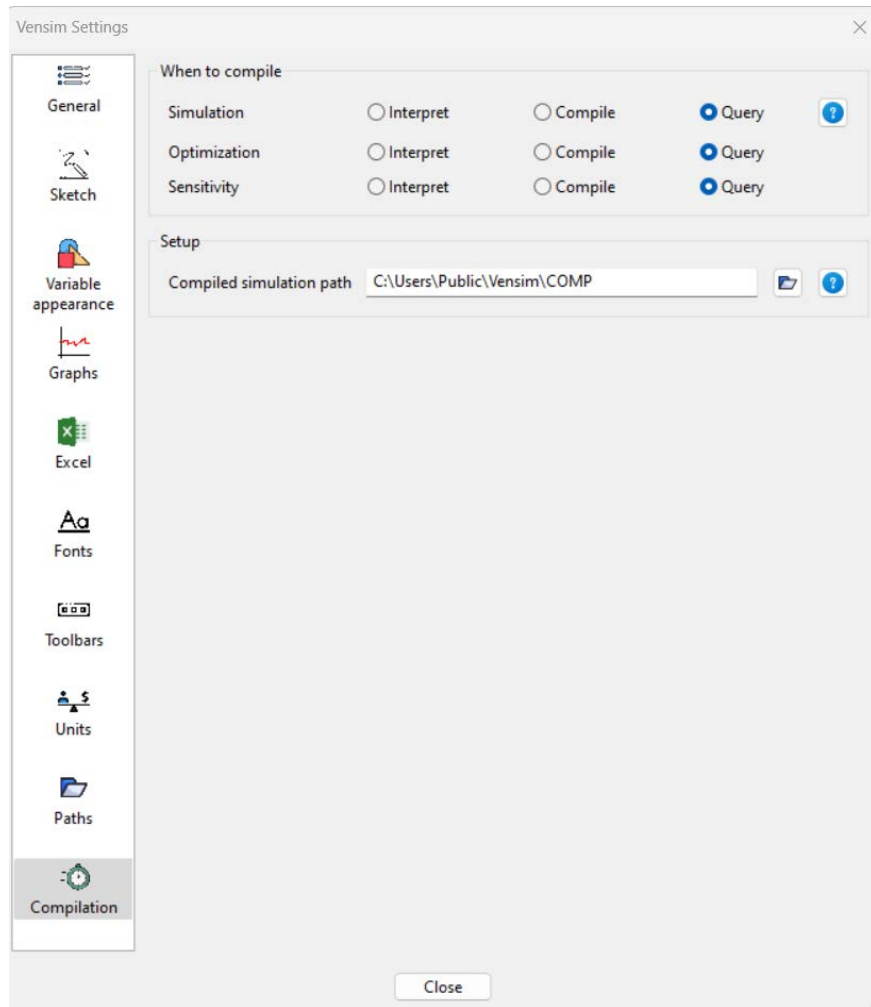 Vensim Settings
General
Sketch
Variable
appearance
Graphs
Excel
Fonts
Toolbars
Units
Paths
Compilation
When to compile
Simulation Interpret Compile Query
Optimization Interpret Compile Query
Sensitivity Interpret Compile Query
Setup
Compiled simulation path C:\Users\Public\Vensim\COMP
Close